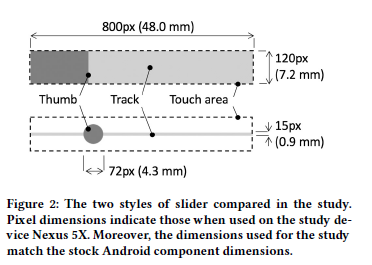 800px (48.0 mm)
120px
(7.2 mm)
Thumb Track Touch area
15px
(0.9 mm)
72px (4.3 mm)
Figure 2: The two styles of slider compared in the study.
Pixel dimensions indicate those when used on the study de-
vice Nexus 5X. Moreover, the dimensions used for the study
match the stock Android component dimensions.